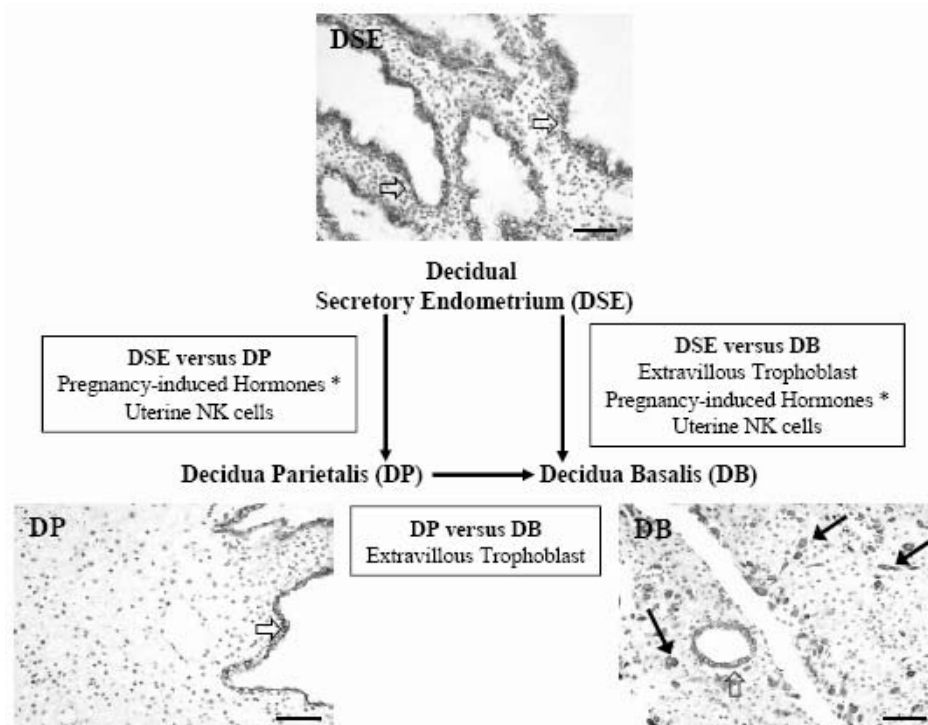 DSE
Decidual
Secretory Endometrium (DSE)
DSE versus DP
Pregnancy-induced Hormones *
Uterine NK cells
DSE versus DB
Extravillous Trophoblast
Pregnancy-induced Hormones *
Uterine NK cells
Decidua Parietalis (DP)
Decidua Basalis (DB)
DP
DP versus DB
Extravillous Trophoblast
DB